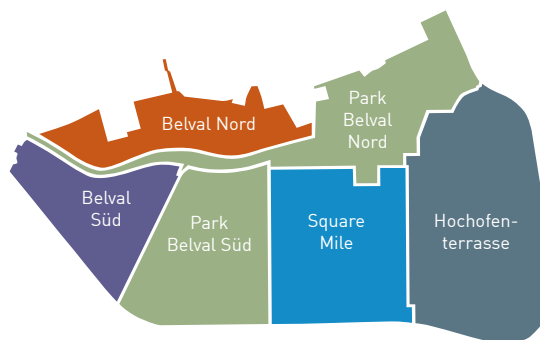 Belval Nord
Park
Belval
Nord
Belval
Süd
Park
Belval Süd
Square
Mile
Hochofen-
terrasse